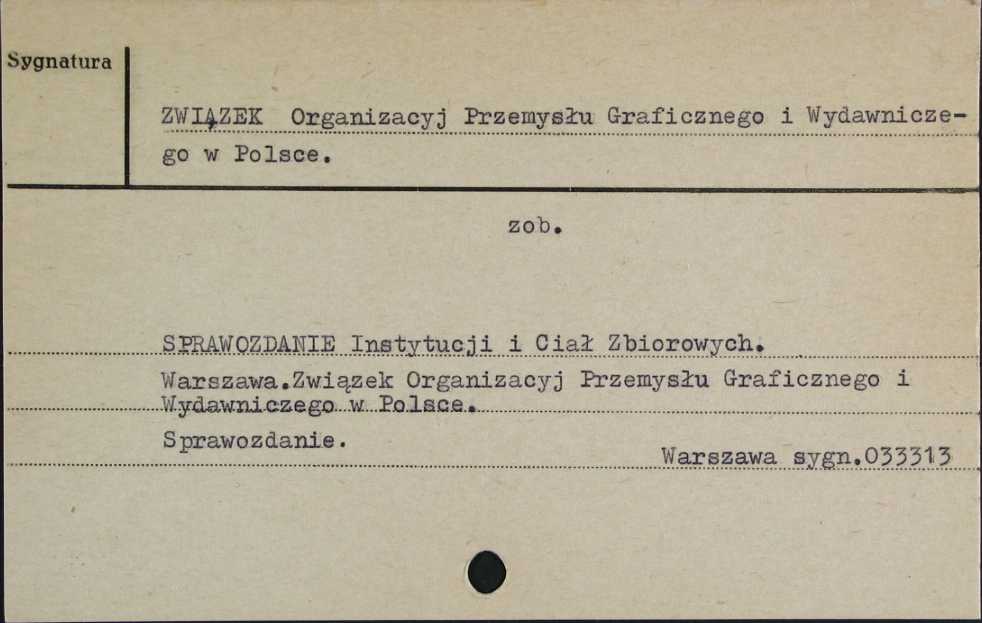 Sygnatura
ZWIĄZEK Organizacyj Przemysłu Graficznego i Wydawnicze-
go w Polsce.
zob.
SPRAWOZDANIE Instytucji i Ciał Zbiorowych.
Warszawa.Związek Organizacyj Przemysłu Graficznego i
Wydawniczego w Polsce.
Sprawozdanie.
Warszawa sygn.033313